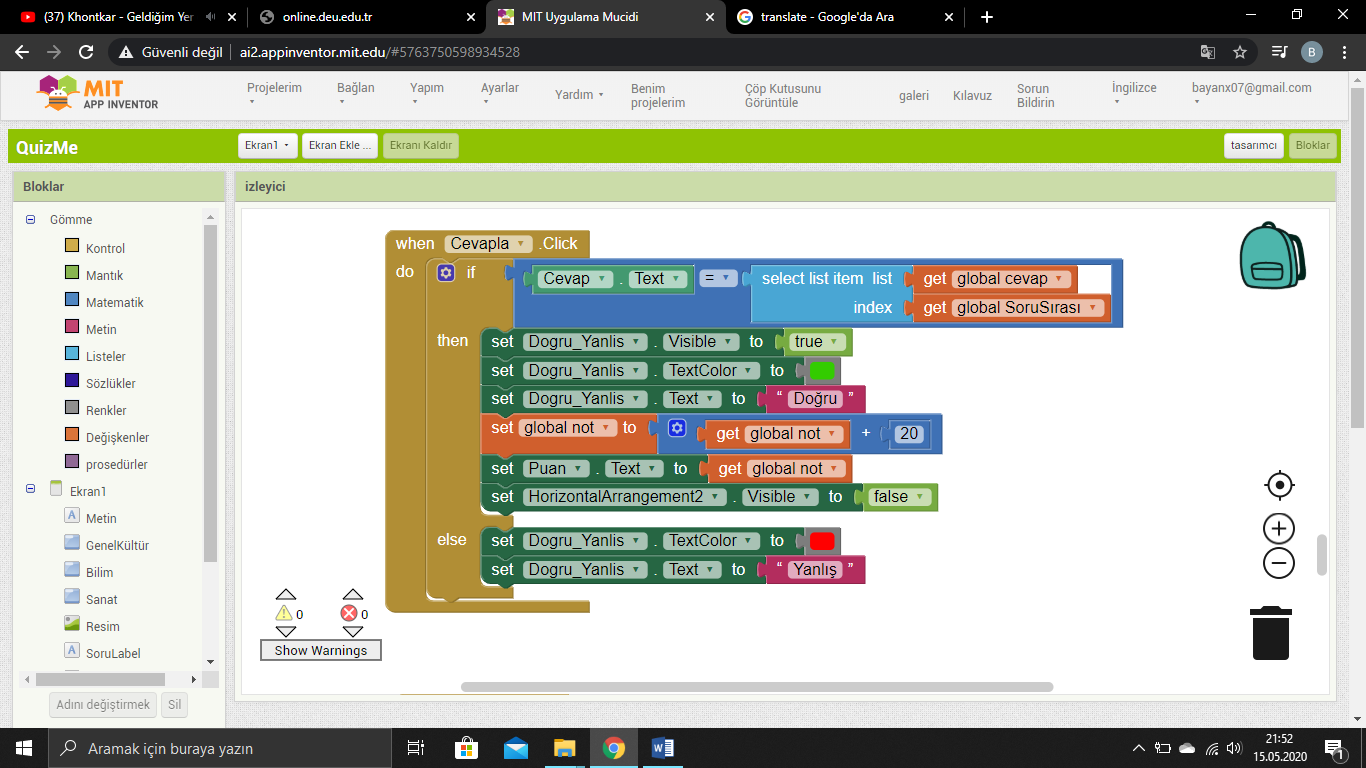 (37) Khontkar - Geldiğim Yer
online.deu.edu.tr
MIT Uygulama Mucidi
translate - Google'da Ara
Güvenli değil
ai2.appinventor.mit.edu/#5763750598934528
B
MIT
APP INVENTOR
Projelerim
Bağlan
Yapım
Ayarlar
Yardım
Benim
projelerim
Çöp Kutusunu
Görüntüle
galeri
Kılavuz
Sorun
Bildirin
İngilizce
bayanx07@gmail.com
QuizMe
Ekran1
Ekran Ekle ...
Ekranı Kaldır
tasarımcı
Bloklar
Bloklar
Gömme
Kontrol
Mantık
Matematik
Metin
Listeler
Sözlükler
Renkler
Değişkenler
prosedürler
Ekran1
Metin
GenelKültür
Bilim
Sanat
Resim
SoruLabel
Adını değiştirmek
Sil
izleyici
when Cevapla .Click
do if Cevap . Text = select list item list get global cevap
index get global SoruSırası
then set Dogru_Yanlis . Visible to true
set Dogru_Yanlis . TextColor to
set Dogru_Yanlis . Text to “ Doğru ”
set global not to get global not + 20
set Puan . Text to get global not
set HorizontalArrangement2 . Visible to false
else set Dogru_Yanlis . TextColor to
set Dogru_Yanlis . Text to “ Yanlış ”
0 0
Show Warnings
Aramak için buraya yazın
21:52
15.05.2020
1